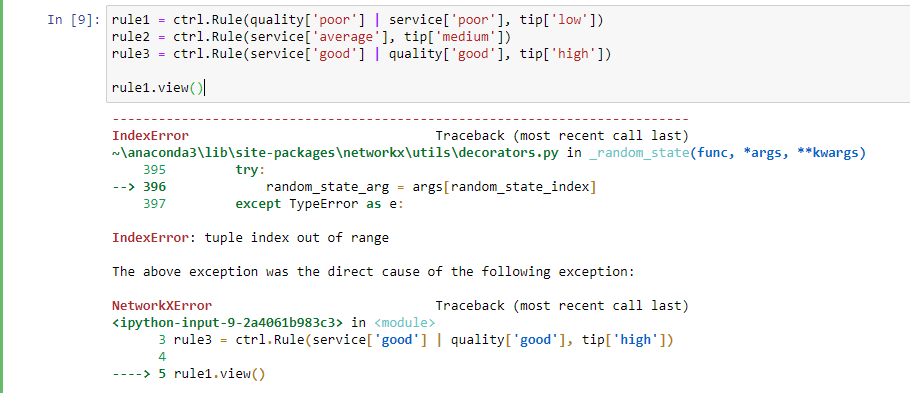 In [9]: rule1 = ctrl.Rule(quality['poor'] | service['poor'], tip['low'])
rule2 = ctrl.Rule(service['average'], tip['medium'])
rule3 = ctrl.Rule(service['good'] | quality['good'], tip['high'])
rule1.view()
---------------------------------------------------------------------------
IndexError Traceback (most recent call last)
~\anaconda3\lib\site-packages\networkx\utils\decorators.py in _random_state(func, *args, **kwargs)
395 try:
--> 396 random_state_arg = args[random_state_index]
397 except TypeError as e:
IndexError: tuple index out of range
The above exception was the direct cause of the following exception:
NetworkXError Traceback (most recent call last)
<ipython-input-9-2a4061b983c3> in <module>
3 rule3 = ctrl.Rule(service['good'] | quality['good'], tip['high'])
4
----> 5 rule1.view()